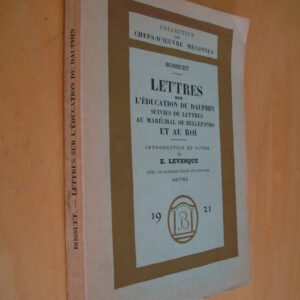 COLLECTION
DES
CHEFS-D'ŒUVRE MÉCONNUS
BOSSUET
LETTRES
SUR
L'ÉDUCATION DU DAUPHIN
SUIVIES DE LETTRES
AU MARÉCHAL DE BELLEFONDS
ET AU ROI
INTRODUCTION ET NOTES
DE
E. LEVESQUE
19 21
BOSSUET. — LETTRES SUR L'ÉDUCATION DU DAUPHIN